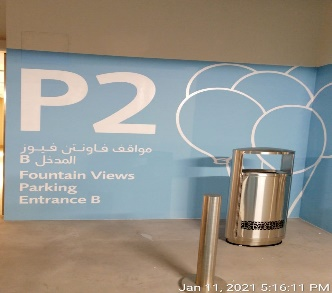 P2
مواقف فاونتن فيوز
المدخل B
Fountain Views
Parking
Entrance B
Jan 11, 2021 5:16:11 PM